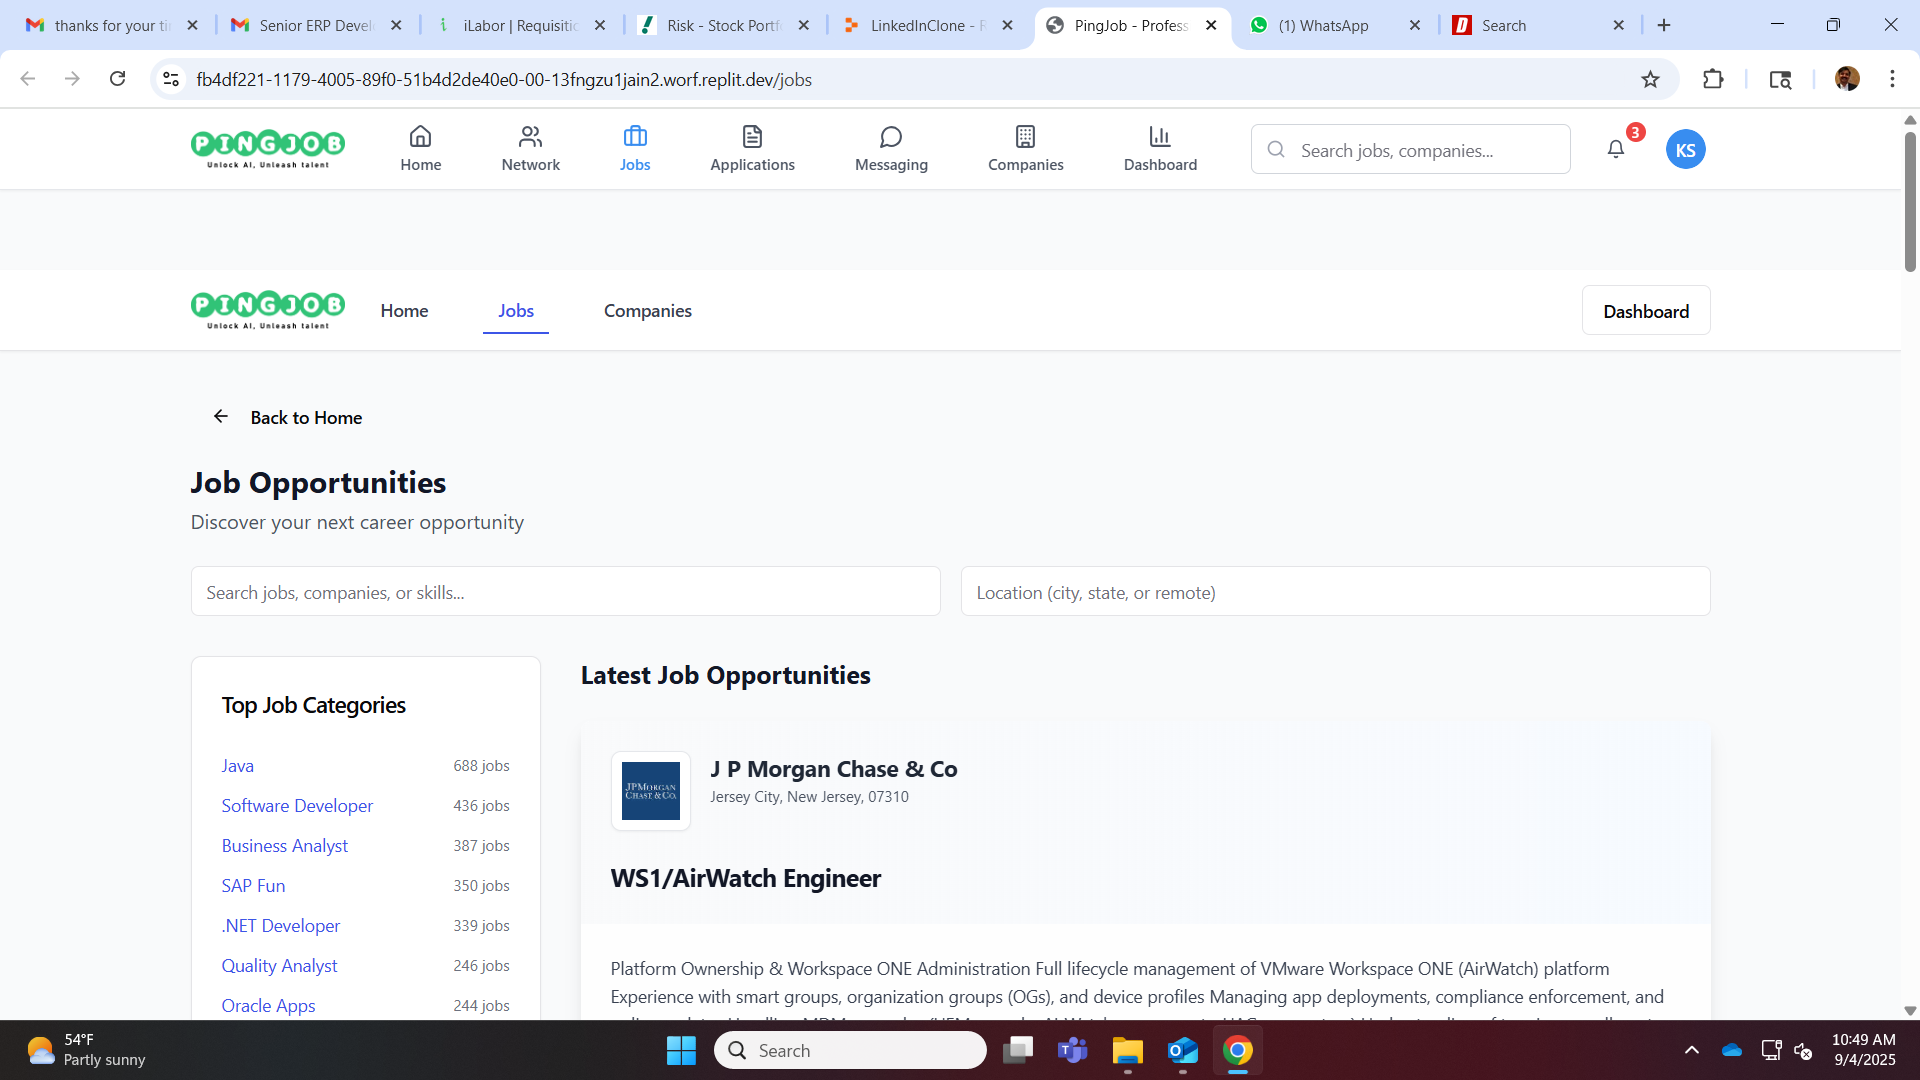 thanks for your ti
Senior ERP Devel
iLabor | Requisitio
Risk - Stock Portf
LinkedInClone - R
PingJob - Profess
(1) WhatsApp
Search
fb4df221-1179-4005-89f0-51b4d2de40e0-00-13fngzu1jain2.worf.replit.dev/jobs
PINGJOB
Unlock AI, Unleash talent
Home
Network
Jobs
Applications
Messaging
Companies
Dashboard
Search jobs, companies...
3
KS
PINGJOB
Unlock AI, Unleash talent
Home
Jobs
Companies
Dashboard
Back to Home
Job Opportunities
Discover your next career opportunity
Search jobs, companies, or skills...
Location (city, state, or remote)
Top Job Categories
Java 688 jobs
Software Developer 436 jobs
Business Analyst 387 jobs
SAP Fun 350 jobs
.NET Developer 339 jobs
Quality Analyst 246 jobs
Oracle Apps 244 jobs
Latest Job Opportunities
JPMORGAN
CHASE & CO.
J P Morgan Chase & Co
Jersey City, New Jersey, 07310
WS1/AirWatch Engineer
Platform Ownership & Workspace ONE Administration Full lifecycle management of VMware Workspace ONE (AirWatch) platform
Experience with smart groups, organization groups (OGs), and device profiles Managing app deployments, compliance enforcement, and
54°F
Partly sunny
Search
10:49 AM
9/4/2025